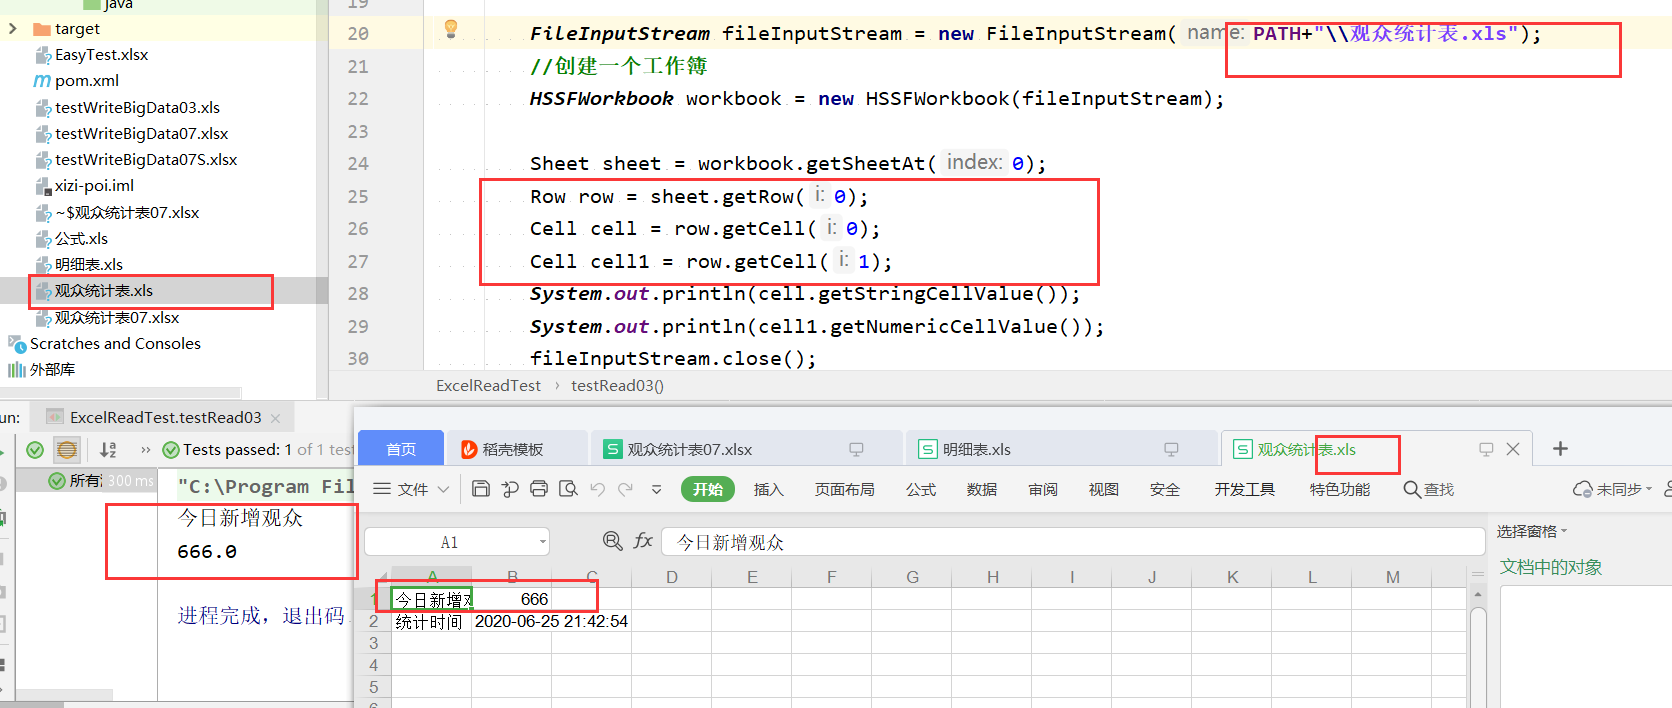 java
target
EasyTest.xlsx
pom.xml
testWriteBigData03.xls
testWriteBigData07.xlsx
testWriteBigData07S.xlsx
xizi-poi.iml
~$观众统计表07.xlsx
公式.xls
明细表.xls
观众统计表.xls
观众统计表07.xlsx
Scratches and Consoles
外部库
19
20 FileInputStream fileInputStream = new FileInputStream( name: PATH+"\\观众统计表.xls");
21 //创建一个工作簿
22 HSSFWorkbook workbook = new HSSFWorkbook(fileInputStream);
23
24 Sheet sheet = workbook.getSheetAt( index: 0);
25 Row row = sheet.getRow( i: 0);
26 Cell cell = row.getCell( i: 0);
27 Cell cell1 = row.getCell( i: 1);
28 System.out.println(cell.getStringCellValue());
29 System.out.println(cell1.getNumericCellValue());
30 fileInputStream.close();
ExcelReadTest › testRead03()
un: ExcelReadTest.testRead03 ×
» Tests passed: 1 of 1 test
所有 300 ms
"C:\Program Fil
今日新增观众
666.0
进程完成，退出码
首页 稻壳模板 观众统计表07.xlsx 明细表.xls 观众统计表.xls
文件 开始 插入 页面布局 公式 数据 审阅 视图 安全 开发工具 特色功能 查找 未同步
A1 fx 今日新增观众
选择窗格
文档中的对象
A B C D E F G H I J K L M
1 今日新增 666
2 统计时间 2020-06-25 21:42:54
3
4
5